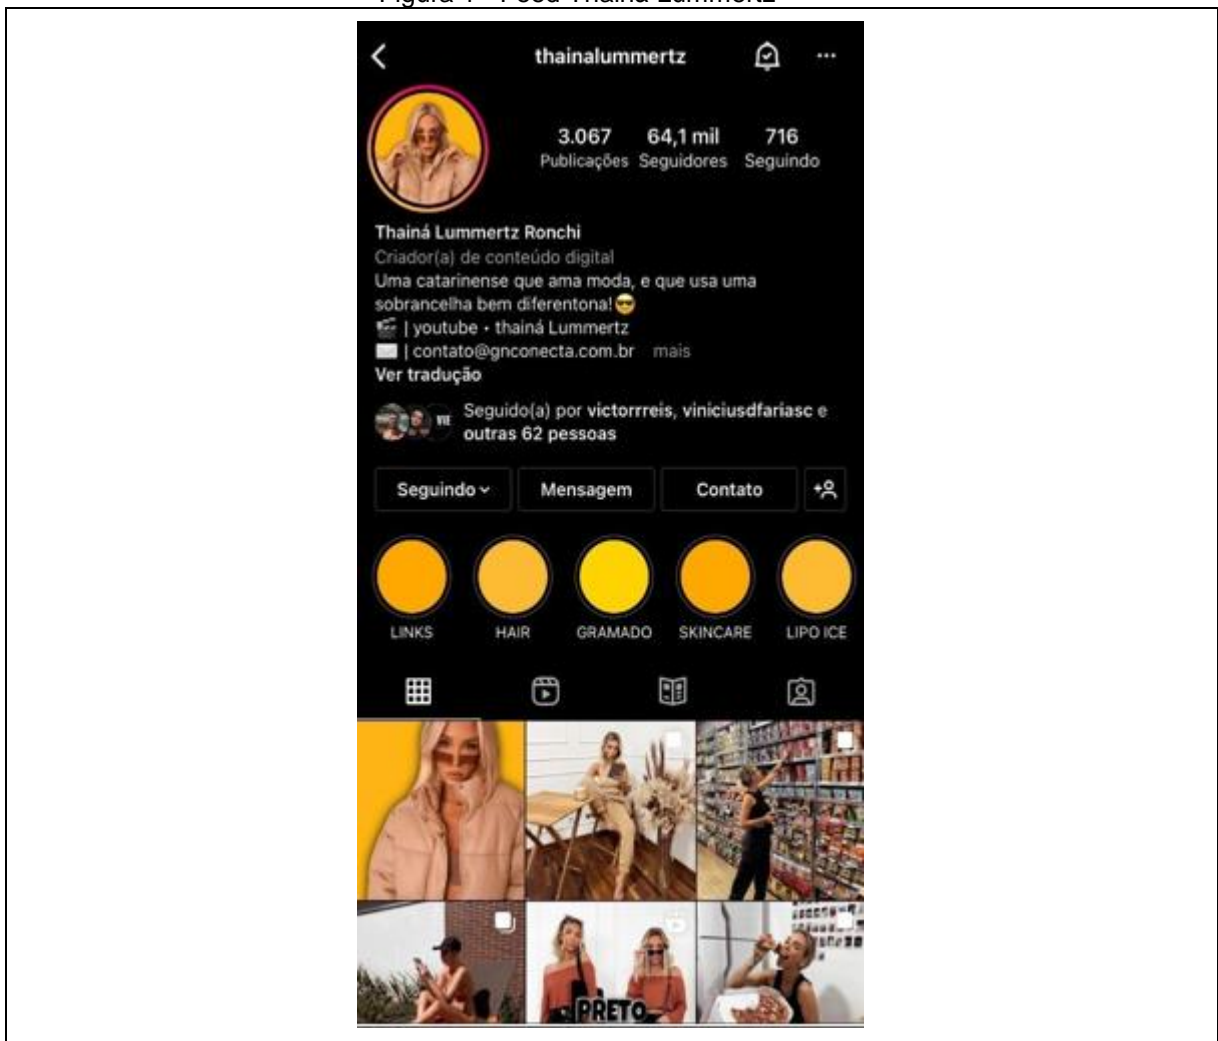 thainalummertz
3.067 64,1 mil 716
Publicações Seguidores Seguindo
Thainá Lummertz Ronchi
Criador(a) de conteúdo digital
Uma catarinense que ama moda, e que usa uma
sobrancelha bem diferentona!😎
🎬 | youtube • thainá Lummertz
✉️ | contato@gnconecta.com.br mais
Ver tradução
VIE
Seguido(a) por victorrreis, viniciusdfariasc e
outras 62 pessoas
Seguindo Mensagem Contato
LINKS HAIR GRAMADO SKINCARE LIPO ICE
PRETO